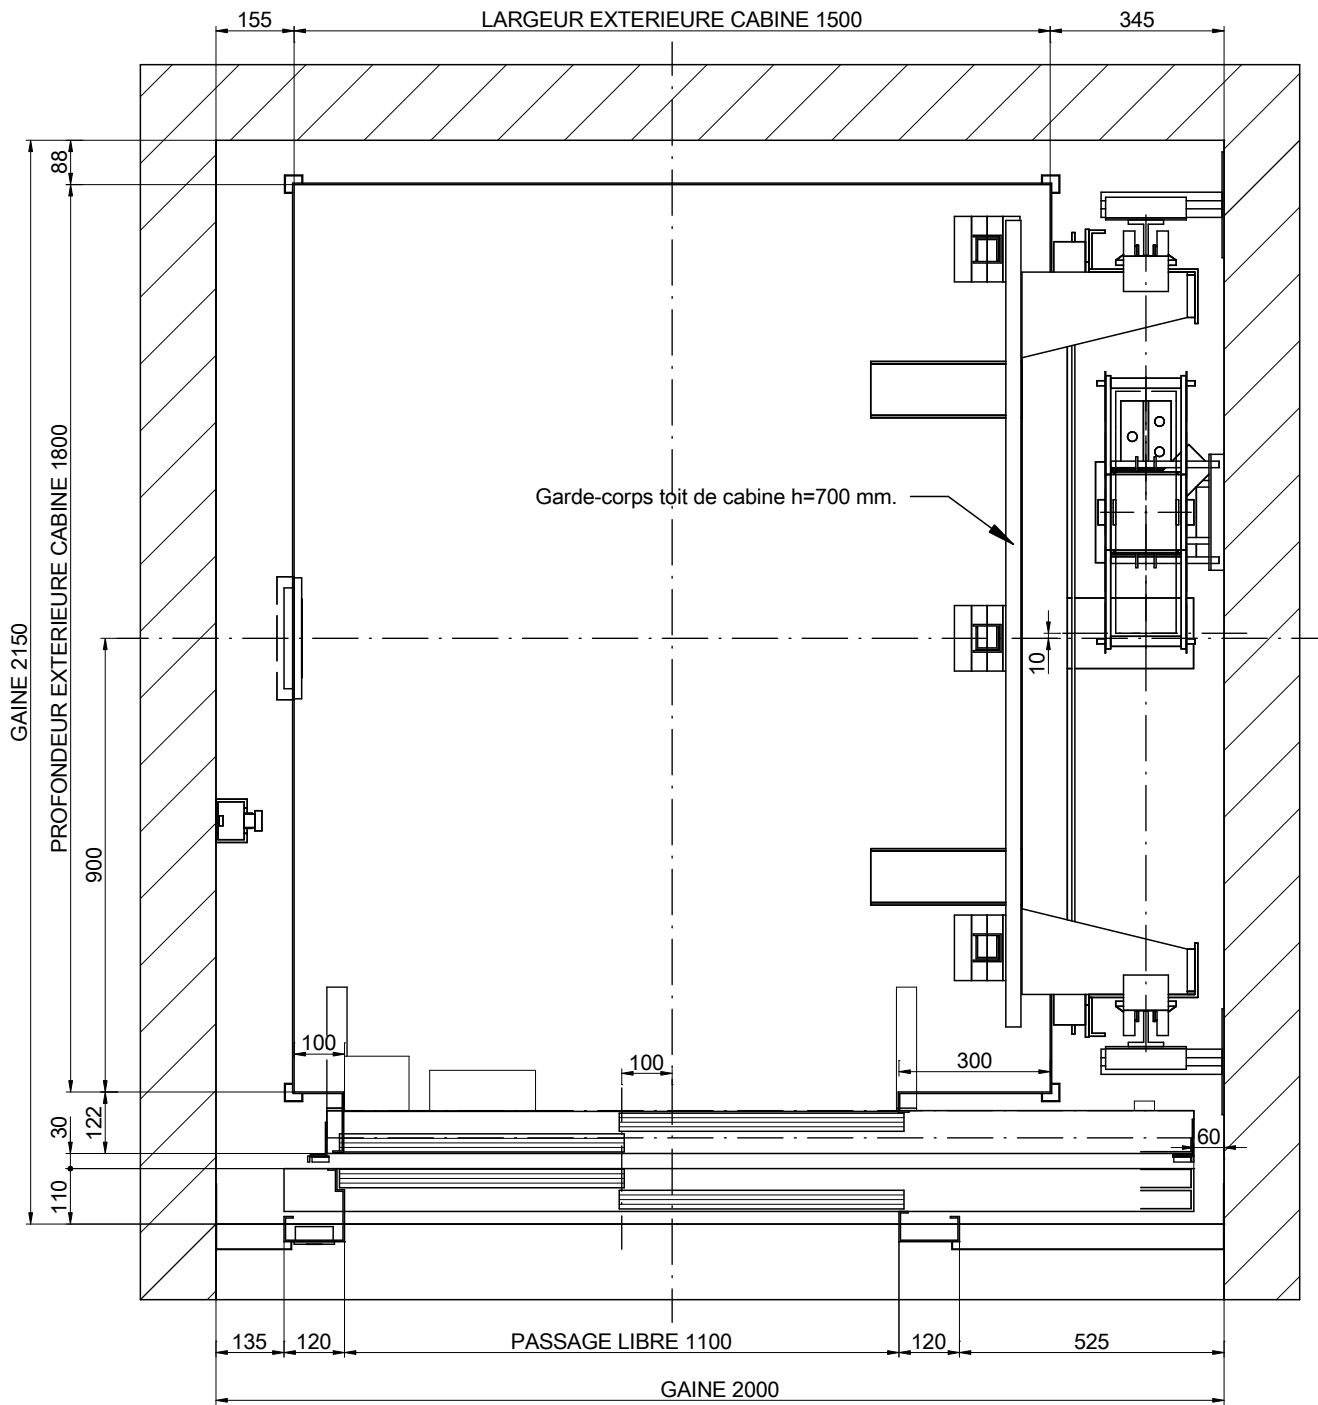 155
LARGEUR EXTERIEURE CABINE 1500
345
88
GAINE 2150
PROFONDEUR EXTERIEURE CABINE 1800
Garde-corps toit de cabine h=700 mm.
10
900
100
100
300
122
30
60
110
135
120
PASSAGE LIBRE 1100
120
525
GAINE 2000